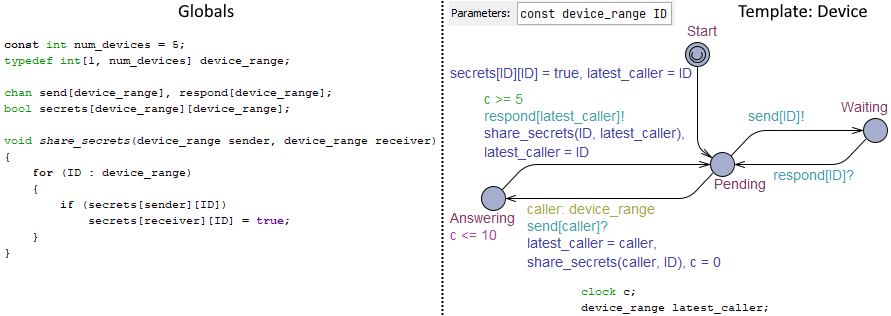 Globals
const int num_devices = 5;
typedef int[1, num_devices] device_range;
chan send[device_range], respond[device_range];
bool secrets[device_range][device_range];
void share_secrets(device_range sender, device_range receiver)
{
for (ID : device_range)
{
if (secrets[sender][ID])
secrets[receiver][ID] = true;
}
}
Parameters: const device_range ID
Template: Device
Start
secrets[ID][ID] = true, latest_caller = ID
c >= 5
respond[latest_caller]!
share_secrets(ID, latest_caller),
latest_caller = ID
send[ID]!
Waiting
respond[ID]?
Pending
Answering
c <= 10
caller: device_range
send[caller]?
latest_caller = caller,
share_secrets(caller, ID), c = 0
clock c;
device_range latest_caller;